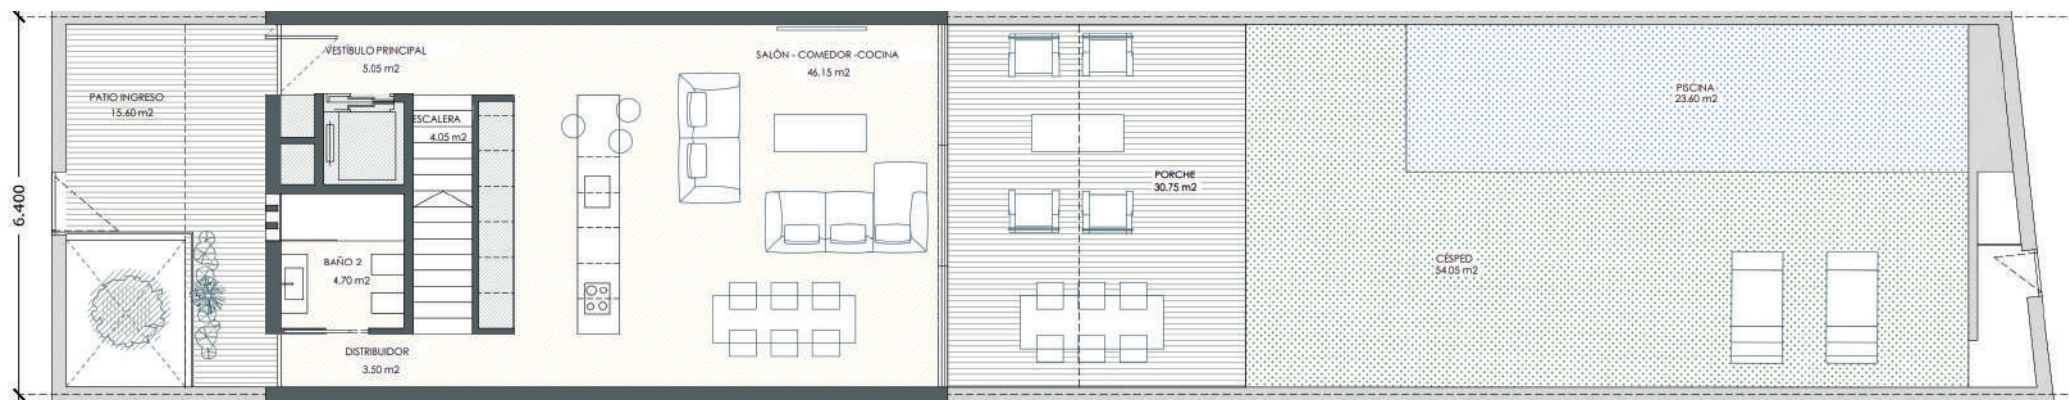 6.400
PATIO INGRESO
15.60 m2
VESTÍBULO PRINCIPAL
5.05 m2
ESCALERA
4.05 m2
BAÑO 2
4.70 m2
DISTRIBUIDOR
3.50 m2
SALÓN - COMEDOR -COCINA
46.15 m2
PORCHE
30.75 m2
PISCINA
23.60 m2
CÉSPED
54.05 m2